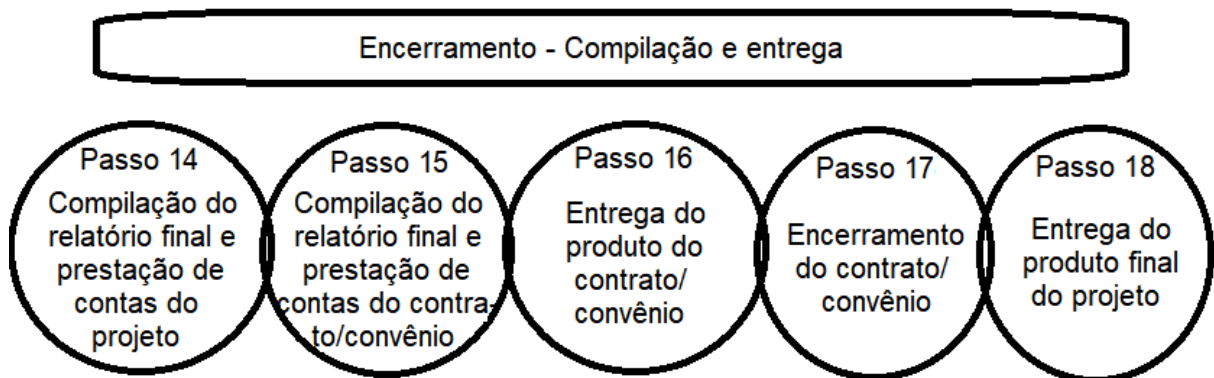 Encerramento - Compilação e entrega
Passo 14
Compilação do
relatório final e
prestação de
contas do
projeto
Passo 15
Compilação do
relatório final e
prestação de
contas do contra-
to/convênio
Passo 16
Entrega do
produto do
contrato/
convênio
Passo 17
Encerramento
do contrato/
convênio
Passo 18
Entrega do
produto final
do projeto